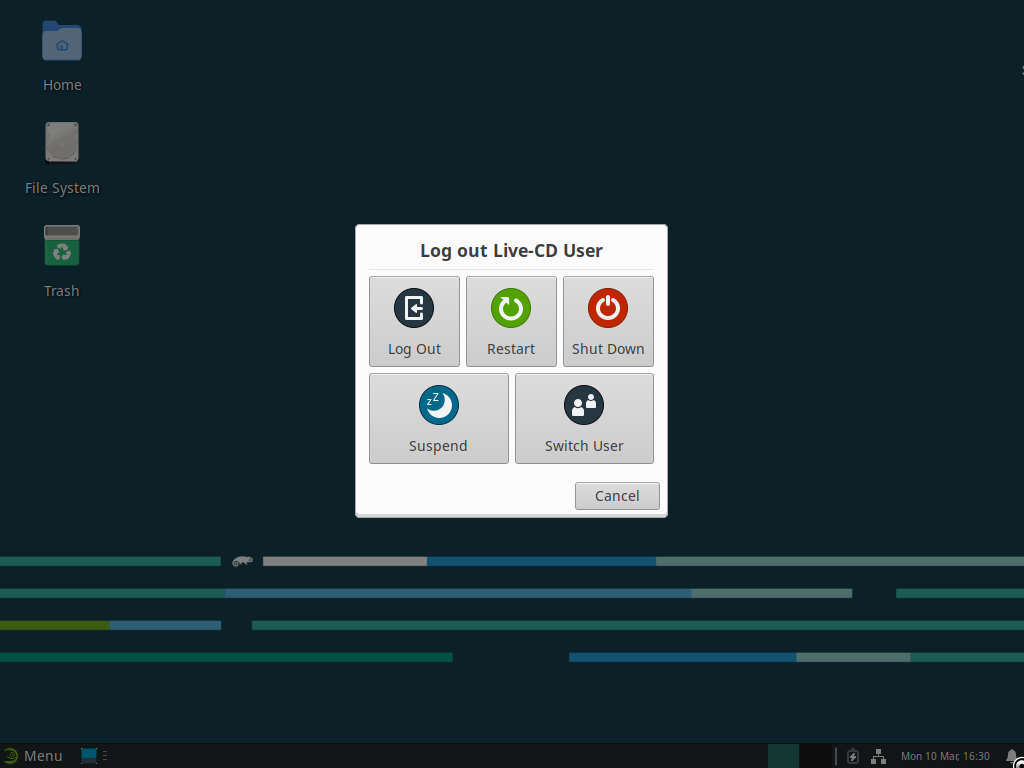 Home
File System
Trash
Log out Live-CD User
Log Out
Restart
Shut Down
zZ
Suspend
Switch User
Cancel
Menu
Mon 10 Mar, 16:30